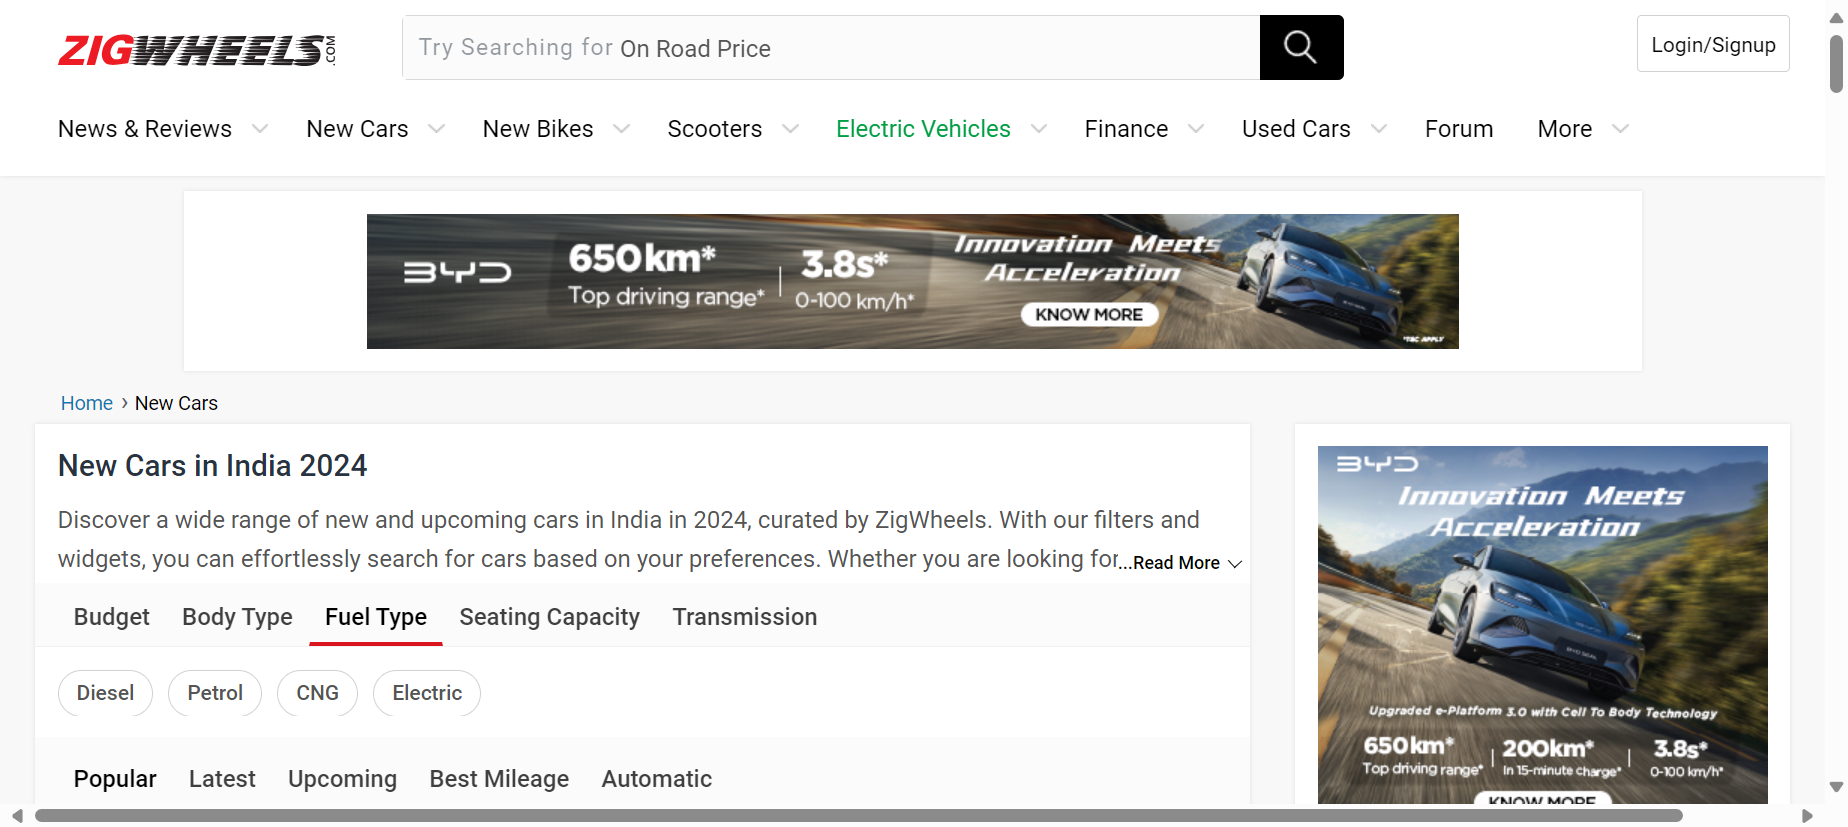 ZIGWHEELS.COM
Try Searching for On Road Price
Login/Signup
News & Reviews New Cars New Bikes Scooters Electric Vehicles Finance Used Cars Forum More
BYD
650km*
Top driving range*
3.8s*
0-100 km/h*
Innovation Meets
Acceleration
KNOW MORE
*T&C APPLY
Home › New Cars
New Cars in India 2024
Discover a wide range of new and upcoming cars in India in 2024, curated by ZigWheels. With our filters and
widgets, you can effortlessly search for cars based on your preferences. Whether you are looking for...Read More
Budget Body Type Fuel Type Seating Capacity Transmission
Diesel Petrol CNG Electric
Popular Latest Upcoming Best Mileage Automatic
BYD
Innovation Meets
Acceleration
BYD SEAL
Upgraded e-Platform 3.0 with Cell To Body Technology
650km*
Top driving range*
200km*
In 15-minute charge*
3.8s*
0-100 km/h*
KNOW MORE